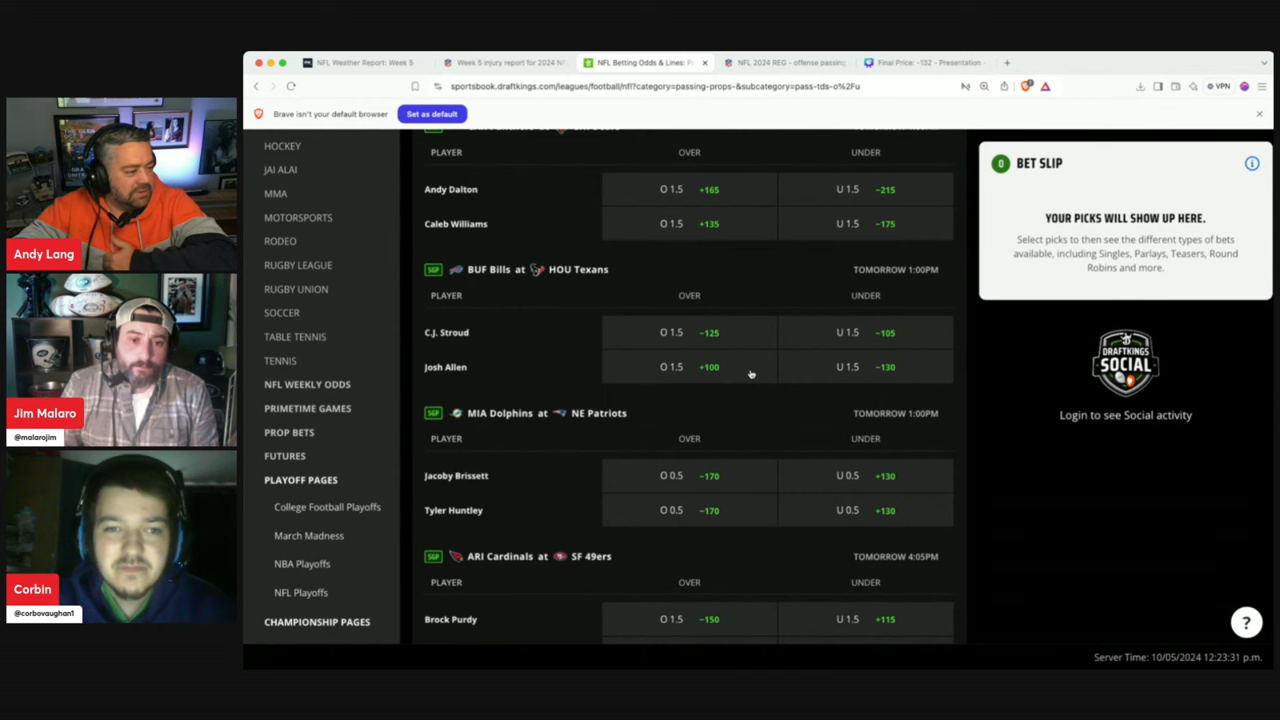 Andy Lang
Jim Malaro
@malarojim
Corbin
@corbovaughan1
NFL Weather Report: Week 5
Week 5 injury report for 2024 NF
NFL Betting Odds & Lines: P
NFL 2024 REG - offense passing
Final Price: -132 - Presentation
sportsbook.draftkings.com/leagues/football/nfl?category=passing-props-&subcategory=pass-tds-o%2Fu
VPN
Brave isn't your default browser
Set as default
HOCKEY
JAI ALAI
MMA
MOTORSPORTS
RODEO
RUGBY LEAGUE
RUGBY UNION
SOCCER
TABLE TENNIS
TENNIS
NFL WEEKLY ODDS
PRIMETIME GAMES
PROP BETS
FUTURES
PLAYOFF PAGES
College Football Playoffs
March Madness
NBA Playoffs
NFL Playoffs
CHAMPIONSHIP PAGES
PLAYER OVER UNDER
Andy Dalton O 1.5 +165 U 1.5 −215
Caleb Williams O 1.5 +135 U 1.5 −175
SGP BUF Bills at HOU Texans TOMORROW 1:00PM
PLAYER OVER UNDER
C.J. Stroud O 1.5 −125 U 1.5 −105
Josh Allen O 1.5 +100 U 1.5 −130
SGP MIA Dolphins at NE Patriots TOMORROW 1:00PM
PLAYER OVER UNDER
Jacoby Brissett O 0.5 −170 U 0.5 +130
Tyler Huntley O 0.5 −170 U 0.5 +130
SGP ARI Cardinals at SF 49ers TOMORROW 4:05PM
PLAYER OVER UNDER
Brock Purdy O 1.5 −150 U 1.5 +115
0 BET SLIP
YOUR PICKS WILL SHOW UP HERE.
Select picks to then see the different types of bets
available, including Singles, Parlays, Teasers, Round
Robins and more.
DRAFTKINGS
SOCIAL
Login to see Social activity
?
Server Time: 10/05/2024 12:23:31 p.m.